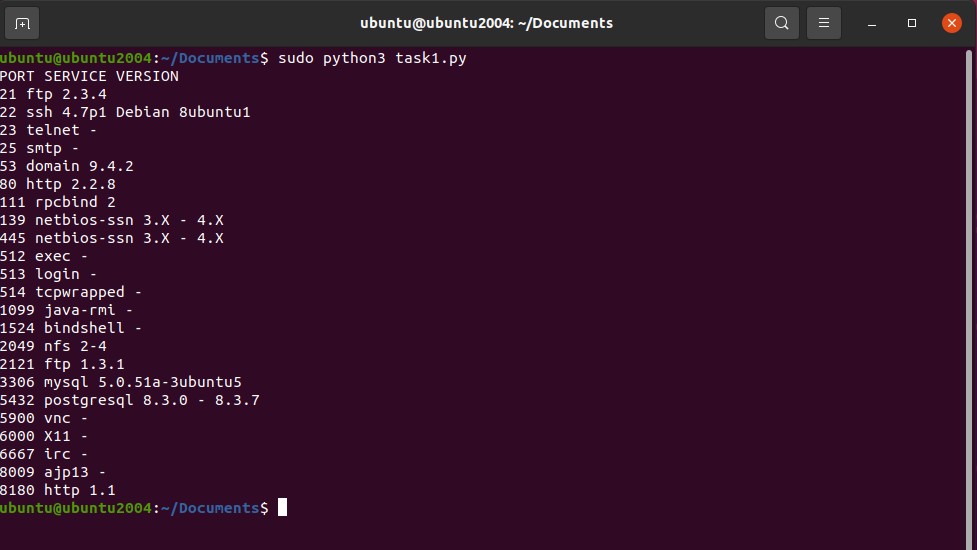 ubuntu@ubuntu2004: ~/Documents
ubuntu@ubuntu2004:~/Documents$ sudo python3 task1.py
PORT SERVICE VERSION
21 ftp 2.3.4
22 ssh 4.7p1 Debian 8ubuntu1
23 telnet -
25 smtp -
53 domain 9.4.2
80 http 2.2.8
111 rpcbind 2
139 netbios-ssn 3.X - 4.X
445 netbios-ssn 3.X - 4.X
512 exec -
513 login -
514 tcpwrapped -
1099 java-rmi -
1524 bindshell -
2049 nfs 2-4
2121 ftp 1.3.1
3306 mysql 5.0.51a-3ubuntu5
5432 postgresql 8.3.0 - 8.3.7
5900 vnc -
6000 X11 -
6667 irc -
8009 ajp13 -
8180 http 1.1
ubuntu@ubuntu2004:~/Documents$